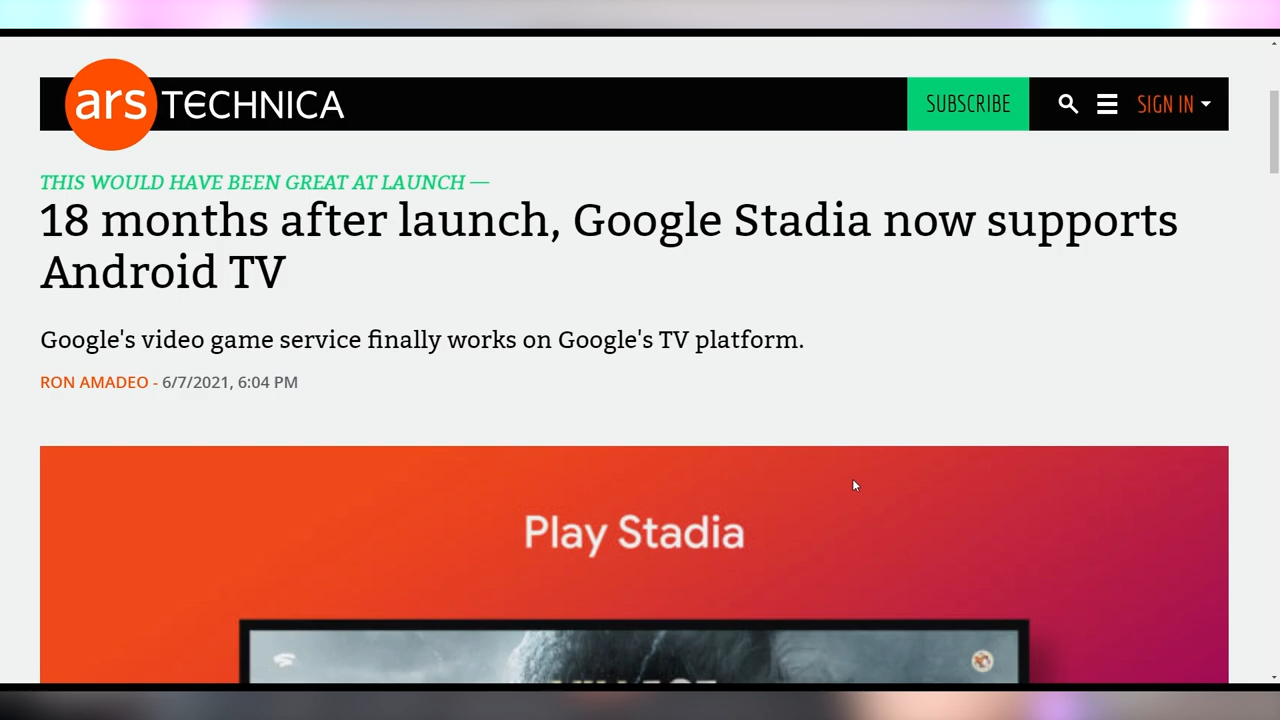 ars TECHNICA
SUBSCRIBE
SIGN IN
THIS WOULD HAVE BEEN GREAT AT LAUNCH —
18 months after launch, Google Stadia now supports
Android TV
Google's video game service finally works on Google's TV platform.
RON AMADEO - 6/7/2021, 6:04 PM
Play Stadia